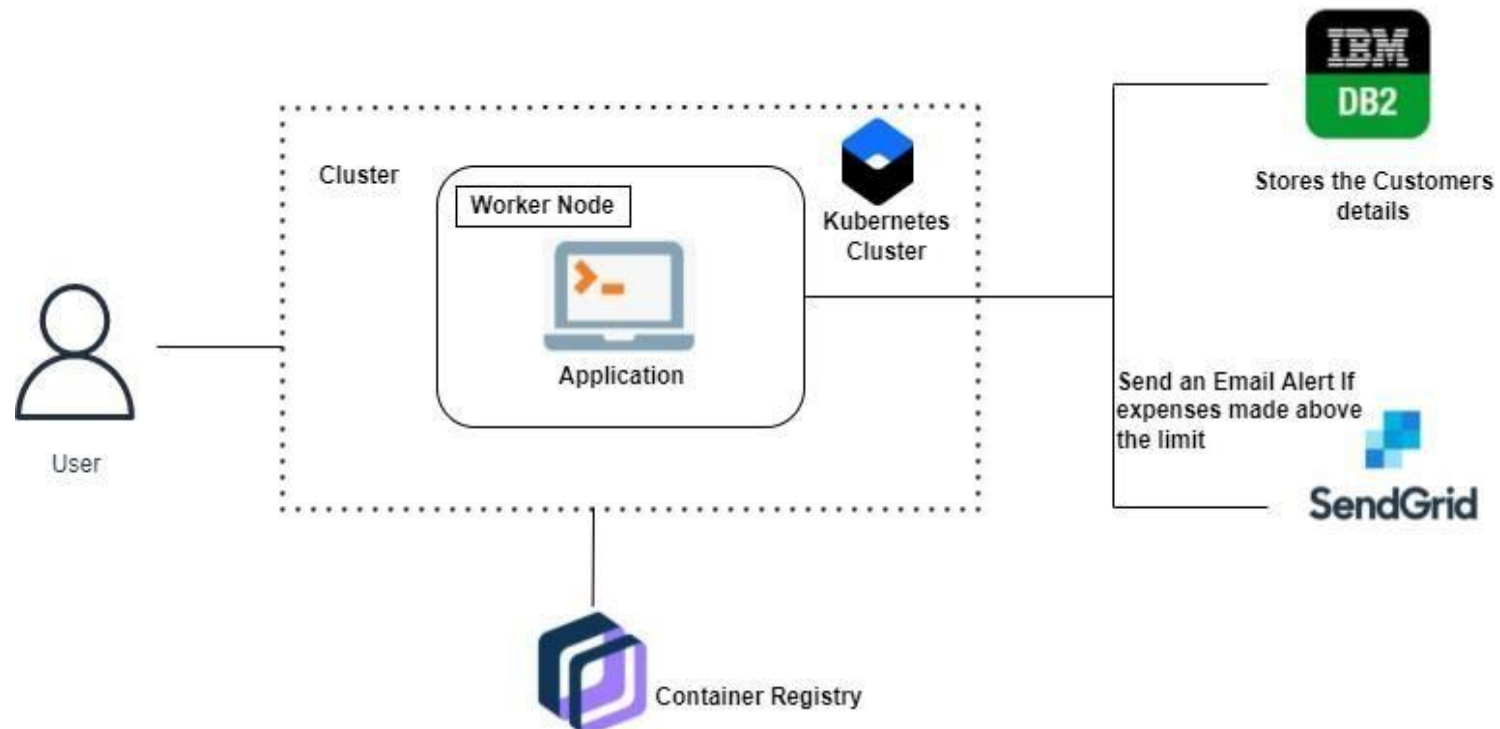 IBM
DB2
Stores the Customers
details
Cluster
Worker Node
Kubernetes
Cluster
Application
User
Send an Email Alert If
expenses made above
the limit
SendGrid
Container Registry